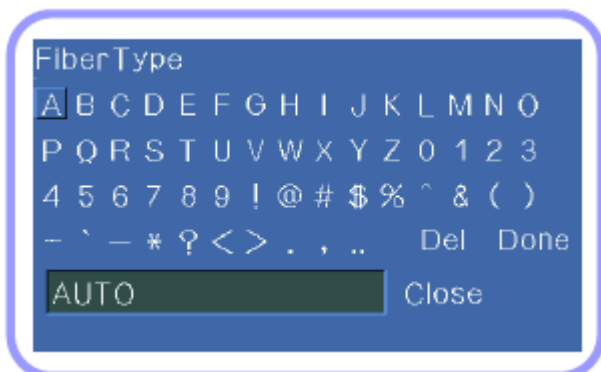 FiberType
A B C D E F G H I J K L M N O
P Q R S T U V W X Y Z 0 1 2 3
4 5 6 7 8 9 ! @ # $ % ^ & ( )
- ` — * ? < > . , .. Del Done
AUTO Close